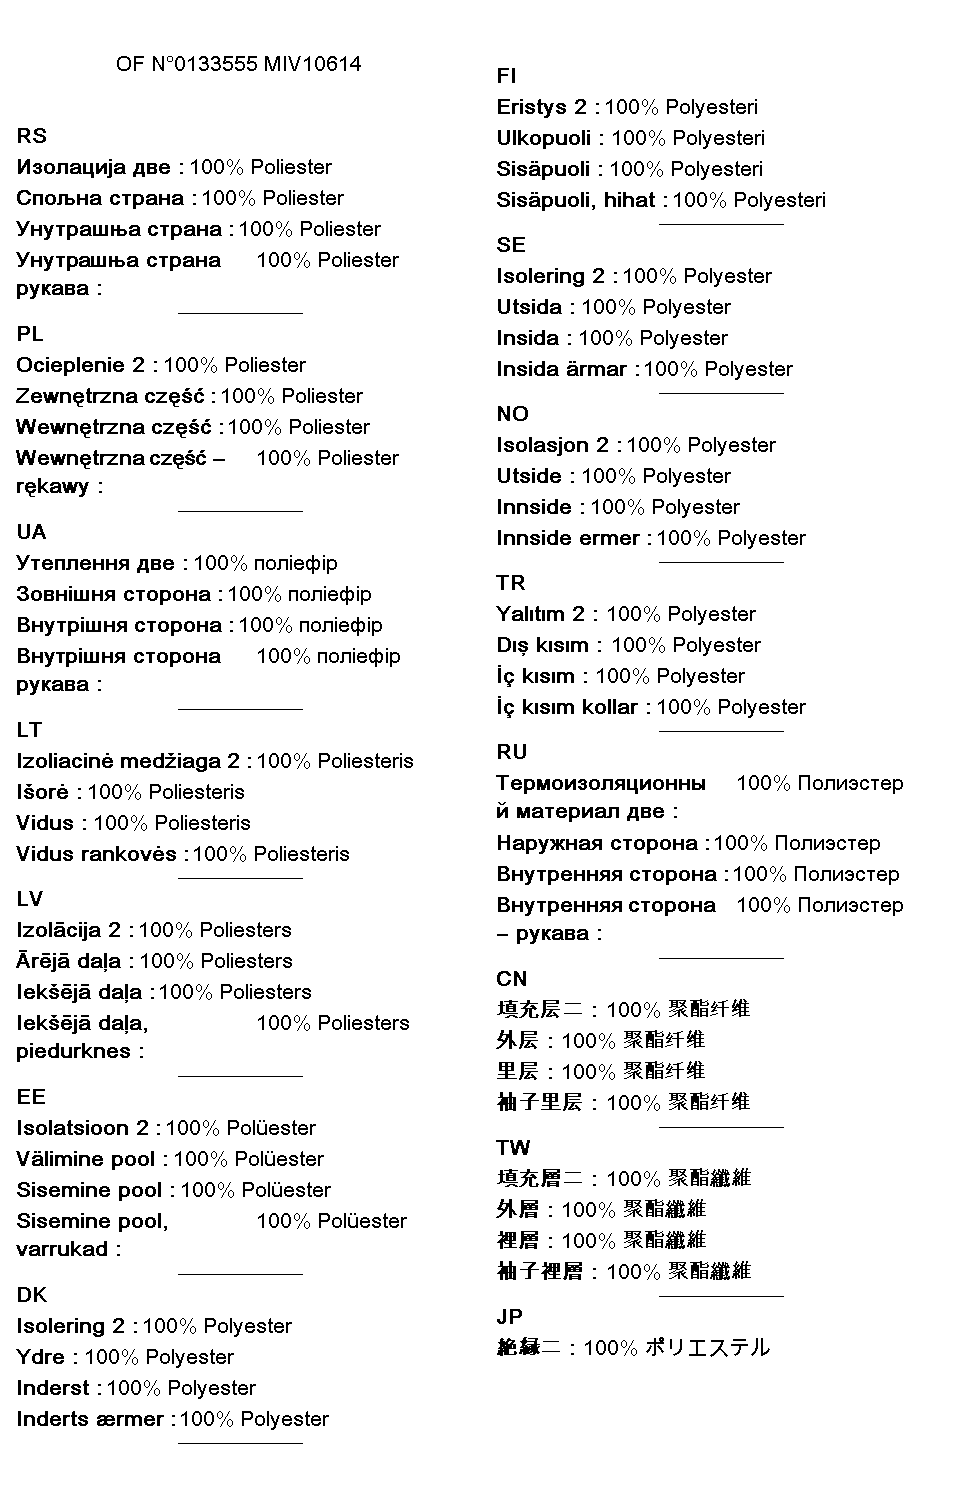 OF N°0133555 MIV10614
RS
Изолација две : 100% Poliester
Спољна страна : 100% Poliester
Унутрашња страна : 100% Poliester
Унутрашња страна 100% Poliester
рукава :
PL
Ocieplenie 2 : 100% Poliester
Zewnętrzna część : 100% Poliester
Wewnętrzna część : 100% Poliester
Wewnętrzna część – 100% Poliester
rękawy :
UA
Утеплення две : 100% поліефір
Зовнішня сторона : 100% поліефір
Внутрішня сторона : 100% поліефір
Внутрішня сторона 100% поліефір
рукава :
LT
Izoliacinė medžiaga 2 : 100% Poliesteris
Išorė : 100% Poliesteris
Vidus : 100% Poliesteris
Vidus rankovės : 100% Poliesteris
LV
Izolācija 2 : 100% Poliesters
Ārējā daļa : 100% Poliesters
Iekšējā daļa : 100% Poliesters
Iekšējā daļa, 100% Poliesters
piedurknes :
EE
Isolatsioon 2 : 100% Polüester
Välimine pool : 100% Polüester
Sisemine pool : 100% Polüester
Sisemine pool, 100% Polüester
varrukad :
DK
Isolering 2 : 100% Polyester
Ydre : 100% Polyester
Inderst : 100% Polyester
Inderts ærmer : 100% Polyester
FI
Eristys 2 : 100% Polyesteri
Ulkopuoli : 100% Polyesteri
Sisäpuoli : 100% Polyesteri
Sisäpuoli, hihat : 100% Polyesteri
SE
Isolering 2 : 100% Polyester
Utsida : 100% Polyester
Insida : 100% Polyester
Insida ärmar : 100% Polyester
NO
Isolasjon 2 : 100% Polyester
Utside : 100% Polyester
Innside : 100% Polyester
Innside ermer : 100% Polyester
TR
Yalıtım 2 : 100% Polyester
Dış kısım : 100% Polyester
İç kısım : 100% Polyester
İç kısım kollar : 100% Polyester
RU
Термоизоляционны 100% Полиэстер
й материал две :
Наружная сторона : 100% Полиэстер
Внутренняя сторона : 100% Полиэстер
Внутренняя сторона 100% Полиэстер
– рукава :
CN
填充层二 : 100% 聚酯纤维
外层 : 100% 聚酯纤维
里层 : 100% 聚酯纤维
袖子里层 : 100% 聚酯纤维
TW
填充層二 : 100% 聚酯纖維
外層 : 100% 聚酯纖維
裡層 : 100% 聚酯纖維
袖子裡層 : 100% 聚酯纖維
JP
絶縁二 : 100% ポリエステル